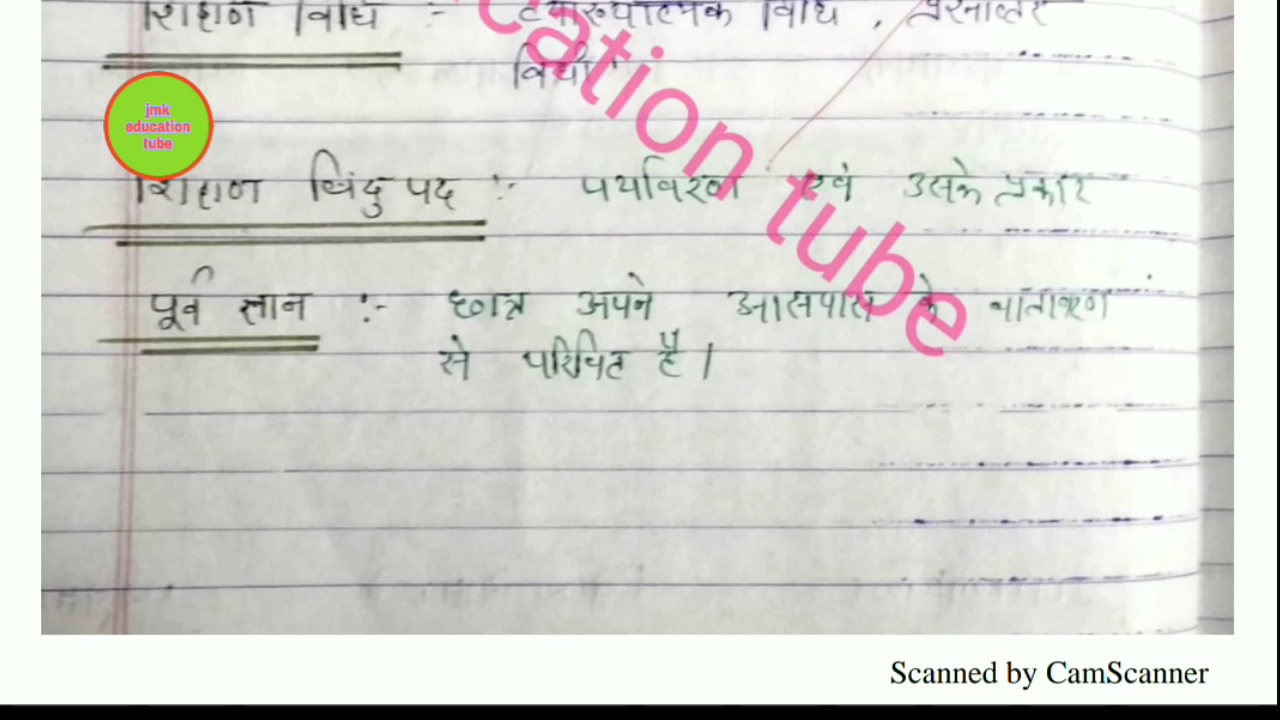 शिक्षण विधि :- व्याख्यात्मक विधि , प्रश्नोत्तर
विधि
cation tube
jmk
education
tube
शिक्षण बिंदु पद :- पर्यावरण एवं उसके प्रकार
पूर्व ज्ञान :- छात्र अपने आसपास के वातावरण
से परिचित है।
Scanned by CamScanner